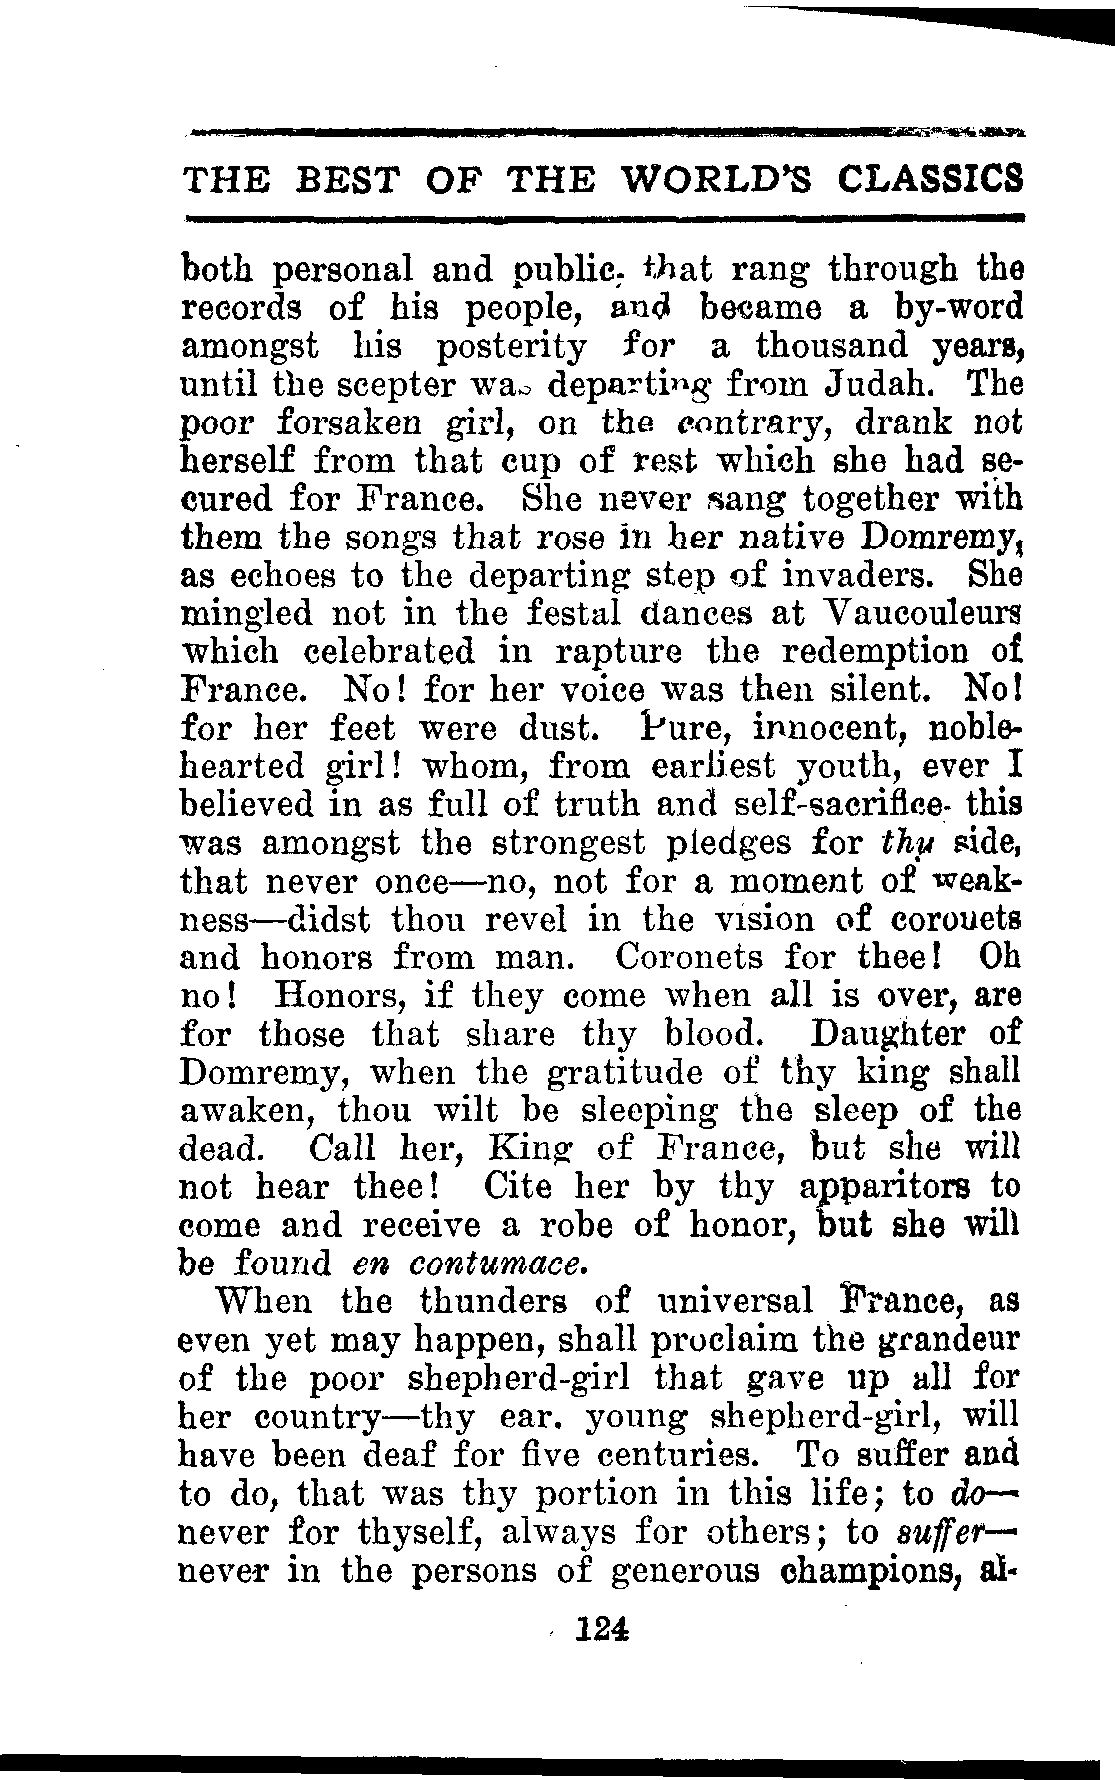 THE BEST OF THE WORLD'S CLASSICS
both personal and public, that rang through the
records of his people, and became a by-word
amongst his posterity for a thousand years,
until the scepter was departing from Judah. The
poor forsaken girl, on the contrary, drank not
herself from that cup of rest which she had se-
cured for France. She never sang together with
them the songs that rose in her native Domremy,
as echoes to the departing step of invaders. She
mingled not in the festal dances at Vaucouleurs
which celebrated in rapture the redemption of
France. No! for her voice was then silent. No!
for her feet were dust. Pure, innocent, noble-
hearted girl! whom, from earliest youth, ever I
believed in as full of truth and self-sacrifice, this
was amongst the strongest pledges for thy side,
that never once—no, not for a moment of weak-
ness—didst thou revel in the vision of coronets
and honors from man. Coronets for thee! Oh
no! Honors, if they come when all is over, are
for those that share thy blood. Daughter of
Domremy, when the gratitude of thy king shall
awaken, thou wilt be sleeping the sleep of the
dead. Call her, King of France, but she will
not hear thee! Cite her by thy apparitors to
come and receive a robe of honor, but she will
be found en contumace.
When the thunders of universal France, as
even yet may happen, shall proclaim the grandeur
of the poor shepherd-girl that gave up all for
her country—thy ear, young shepherd-girl, will
have been deaf for five centuries. To suffer and
to do, that was thy portion in this life; to do—
never for thyself, always for others; to suffer—
never in the persons of generous champions, al-
124